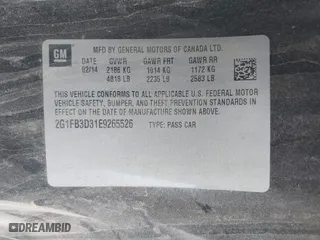 GM
MFD BY GENERAL MOTORS OF CANADA LTD.
DATE GVWR GAWR FRT GAWR RR
02/14 2186 KG 1014 KG 1172 KG
4819 LB 2235 LB 2583 LB
THIS VEHICLE CONFORMS TO ALL APPLICABLE U.S. FEDERAL MOTOR
VEHICLE SAFETY, BUMPER, AND THEFT PREVENTION STANDARDS
IN EFFECT ON THE DATE OF MANUFACTURE SHOWN ABOVE.
2G1FB3D31E9265526 TYPE: PASS CAR
DREAMBID